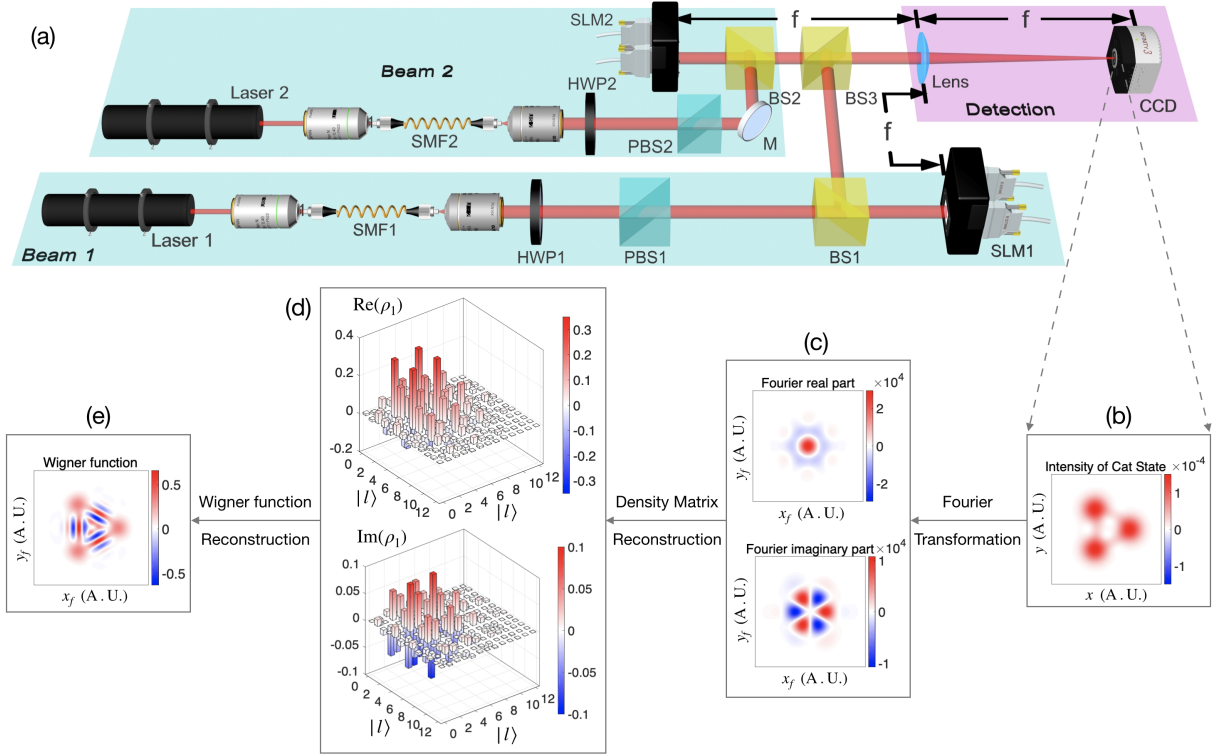 (a)
SLM2
f
f
Beam 2
HWP2
Laser 2
BS2
BS3
Lens
CCD
Detection
SMF2
PBS2
M
f
Laser 1
SMF1
Beam 1
HWP1
PBS1
BS1
SLM1
(d)
Re(ρ₁)
0.4
0.2
0
-0.2
0
2
4
6
8
10
12
|l|
0
2
4
6
8
10
12
|l|
0.3
0.2
0.1
0
-0.1
-0.2
-0.3
Im(ρ₁)
0.1
0.05
0
-0.05
-0.1
0
2
4
6
8
10
12
|l|
0
2
4
6
8
10
12
|l|
0.1
0.05
0
-0.05
-0.1
(c)
Fourier real part
×10⁴
2
0
-2
y_f (A.U.)
x_f (A.U.)
Fourier imaginary part
×10⁴
1
0
-1
y_f (A.U.)
x_f (A.U.)
(b)
Intensity of Cat State
×10⁻⁴
1
0
-1
y (A.U.)
x (A.U.)
Fourier
Transformation
Density Matrix
Reconstruction
Wigner function
Reconstruction
(e)
Wigner function
0.5
0
-0.5
y_f (A.U.)
x_f (A.U.)